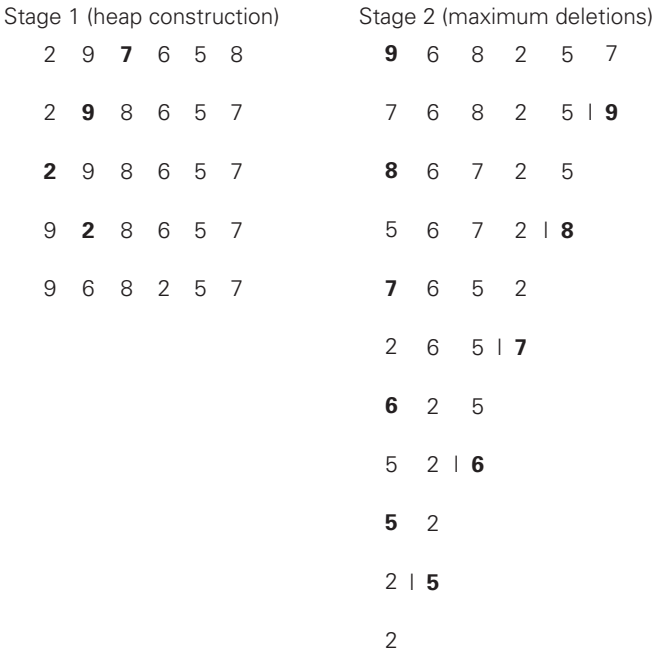 Stage 1 (heap construction)
2 9 7 6 5 8
2 9 8 6 5 7
2 9 8 6 5 7
9 2 8 6 5 7
9 6 8 2 5 7
Stage 2 (maximum deletions)
9 6 8 2 5 7
7 6 8 2 5 | 9
8 6 7 2 5
5 6 7 2 | 8
7 6 5 2
2 6 5 | 7
6 2 5
5 2 | 6
5 2
2 | 5
2